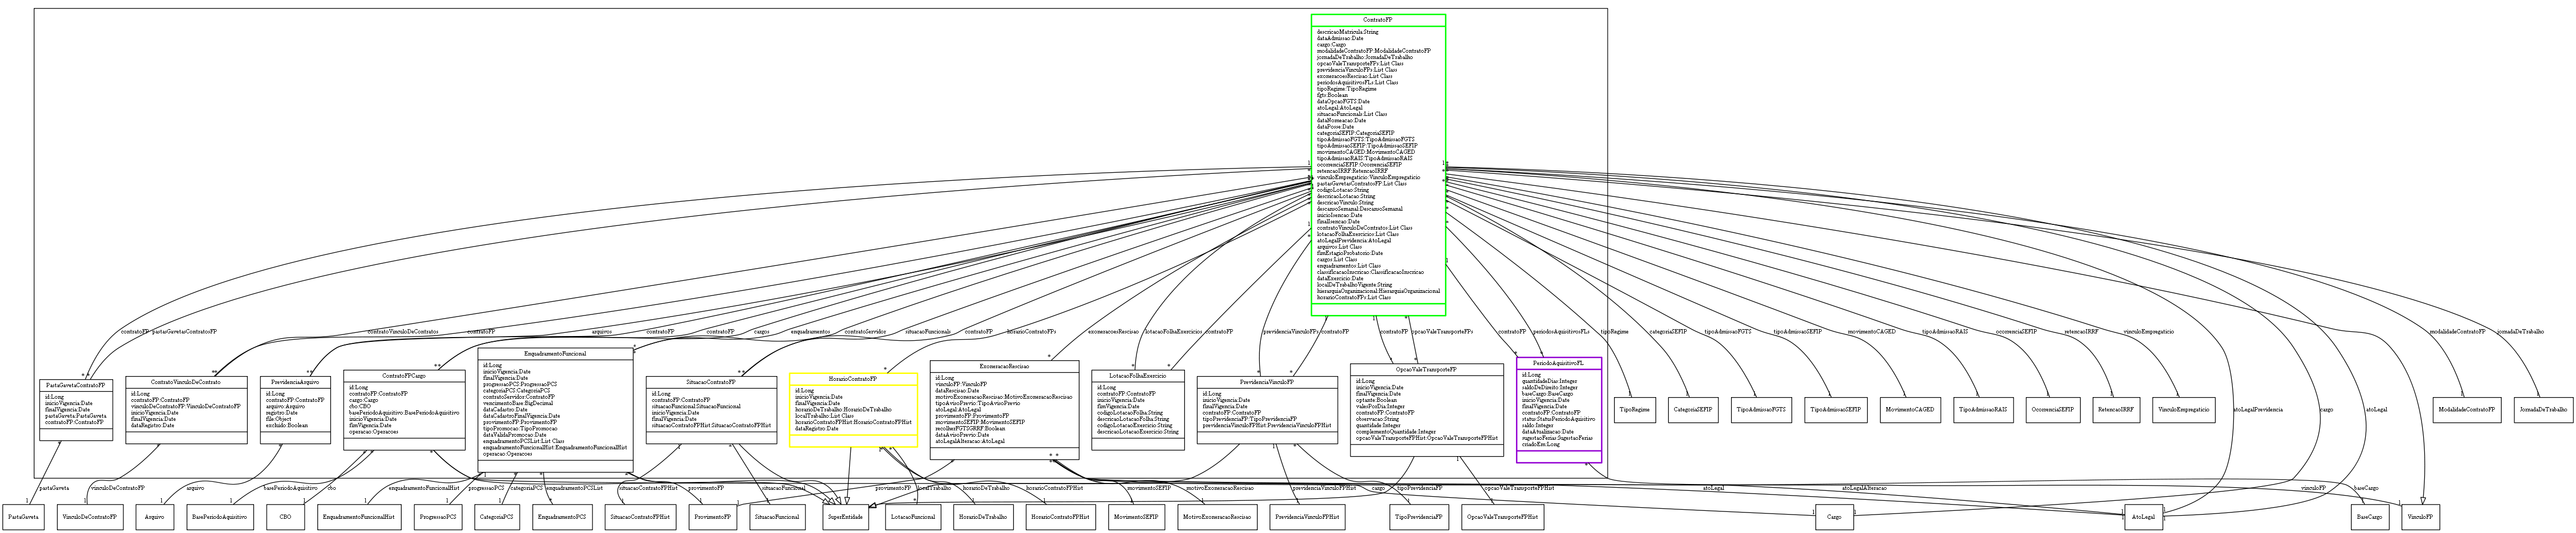 ContratoFP
descricaoMatricula:String
dataAdmissao:Date
cargo:Cargo
modalidadeContratoFP:ModalidadeContratoFP
jornadaDeTrabalho:JornadaDeTrabalho
opcaoValeTransporteFPs:List Class
previdenciaVinculoFPs:List Class
exoneracoesRescisao:List Class
periodosAquisitivosFLs:List Class
tipoRegime:TipoRegime
fgts:Boolean
dataOpcaoFGTS:Date
atoLegal:AtoLegal
situacaoFuncionals:List Class
dataNomeacao:Date
dataPosse:Date
categoriaSEFIP:CategoriaSEFIP
tipoAdmissaoFGTS:TipoAdmissaoFGTS
tipoAdmissaoSEFIP:TipoAdmissaoSEFIP
movimentoCAGED:MovimentoCAGED
tipoAdmissaoRAIS:TipoAdmissaoRAIS
ocorrenciaSEFIP:OcorrenciaSEFIP
retencaoIRRF:RetencaoIRRF
vinculoEmpregaticio:VinculoEmpregaticio
pastasGavetasContratosFP:List Class
codigoLotacao:String
descricaoLotacao:String
descricaoVinculo:String
descansoSemanal:DescansoSemanal
inicioIsencao:Date
finalIsencao:Date
contratoVinculoDeContratos:List Class
lotacaoFolhaExercicios:List Class
atoLegalPrevidencia:AtoLegal
arquivos:List Class
fimEstagioProbatorio:Date
cargos:List Class
enquadramentos:List Class
classificacaoInscricao:ClassificacaoInscricao
dataExercicio:Date
localDeTrabalhoVigente:String
hierarquiaOrganizacional:HierarquiaOrganizacional
horarioContratoFPs:List Class
contratoFP pastasGavetasContratoFP contratoVinculoDeContratos contratoFP arquivos contratoFP contratoFP cargos enquadramentos contratoServidor situacaoFuncionals contratoFP horarioContratoFPs exoneracoesRescisao lotacaoFolhaExercicios contratoFP previdenciaVinculoFPs contratoFP contratoFP opcaoValeTransporteFPs contratoFP periodosAquisitivosFLs tipoRegime categoriaSEFIP tipoAdmissaoFGTS tipoAdmissaoSEFIP movimentoCAGED tipoAdmissaoRAIS ocorrenciaSEFIP retencaoIRRF vinculoEmpregaticio atoLegalPrevidencia cargo atoLegal modalidadeContratoFP jornadaDeTrabalho
PastaGavetaContratoFP
id:Long
inicioVigencia:Date
finalVigencia:Date
pastaGaveta:PastaGaveta
contratoFP:ContratoFP
ContratoVinculoDeContrato
id:Long
contratoFP:ContratoFP
vinculoDeContratoFP:VinculoDeContratoFP
inicioVigencia:Date
finalVigencia:Date
dataRegistro:Date
PrevidenciaArquivo
id:Long
contratoFP:ContratoFP
arquivo:Arquivo
registro:Date
file:Object
excluido:Boolean
ContratoFPCargo
id:Long
contratoFP:ContratoFP
cargo:Cargo
cbo:CBO
basePeriodoAquisitivo:BasePeriodoAquisitivo
inicioVigencia:Date
fimVigencia:Date
operacao:Operacoes
EnquadramentoFuncional
id:Long
inicioVigencia:Date
finalVigencia:Date
progressaoPCS:ProgressaoPCS
categoriaPCS:CategoriaPCS
contratoServidor:ContratoFP
vencimentoBase:BigDecimal
dataCadastro:Date
dataCadastroFinalVigencia:Date
provimentoFP:ProvimentoFP
tipoPromocao:TipoPromocao
dataValidaPromocao:Date
enquadramentoPCSList:List Class
enquadramentoFuncionalHist:EnquadramentoFuncionalHist
operacao:Operacoes
SituacaoContratoFP
id:Long
contratoFP:ContratoFP
situacaoFuncional:SituacaoFuncional
inicioVigencia:Date
finalVigencia:Date
situacaoContratoFPHist:SituacaoContratoFPHist
HorarioContratoFP
id:Long
inicioVigencia:Date
finalVigencia:Date
horarioDeTrabalho:HorarioDeTrabalho
localTrabalho:List Class
horarioContratoFPHist:HorarioContratoFPHist
dataRegistro:Date
ExoneracaoRescisao
id:Long
vinculoFP:VinculoFP
dataRescisao:Date
motivoExoneracaoRescisao:MotivoExoneracaoRescisao
tipoAvisoPrevio:TipoAvisoPrevio
atoLegal:AtoLegal
provimentoFP:ProvimentoFP
movimentoSEFIP:MovimentoSEFIP
recolherFGTSGRRF:Boolean
dataAvisoPrevio:Date
atoLegalAlteracao:AtoLegal
LotacaoFolhaExercicio
id:Long
contratoFP:ContratoFP
inicioVigencia:Date
fimVigencia:Date
codigoLotacaoFolha:String
descricaoLotacaoFolha:String
codigoLotacaoExercicio:String
descricaoLotacaoExercicio:String
PrevidenciaVinculoFP
id:Long
inicioVigencia:Date
finalVigencia:Date
contratoFP:ContratoFP
tipoPrevidenciaFP:TipoPrevidenciaFP
previdenciaVinculoFPHist:PrevidenciaVinculoFPHist
OpcaoValeTransporteFP
id:Long
inicioVigencia:Date
finalVigencia:Date
optante:Boolean
valesPorDia:Integer
contratoFP:ContratoFP
observacao:String
quantidade:Integer
complementoQuantidade:Integer
opcaoValeTransporteFPHist:OpcaoValeTransporteFPHist
PeriodoAquisitivoFL
id:Long
quantidadeDias:Integer
saldoDeDireito:Integer
baseCargo:BaseCargo
inicioVigencia:Date
finalVigencia:Date
contratoFP:ContratoFP
status:StatusPeriodoAquisitivo
saldo:Integer
dataAtualizacao:Date
sugestaoFerias:SugestaoFerias
criadoEm:Long
pastaGaveta vinculoDeContratoFP arquivo basePeriodoAquisitivo cbo enquadramentoFuncionalHist progressaoPCS categoriaPCS enquadramentoPCSList situacaoContratoFPHist provimentoFP situacaoFuncional provimentoFP localTrabalho horarioDeTrabalho horarioContratoFPHist movimentoSEFIP motivoExoneracaoRescisao previdenciaVinculoFPHist cargo tipoPrevidenciaFP opcaoValeTransporteFPHist atoLegal atoLegalAlteracao vinculoFP baseCargo
PastaGaveta VinculoDeContratoFP Arquivo BasePeriodoAquisitivo CBO EnquadramentoFuncionalHist ProgressaoPCS CategoriaPCS EnquadramentoPCS SituacaoContratoFPHist ProvimentoFP SituacaoFuncional SuperEntidade LotacaoFuncional HorarioDeTrabalho HorarioContratoFPHist MovimentoSEFIP MotivoExoneracaoRescisao PrevidenciaVinculoFPHist TipoPrevidenciaFP OpcaoValeTransporteFPHist Cargo AtoLegal BaseCargo VinculoFP
TipoRegime CategoriaSEFIP TipoAdmissaoFGTS TipoAdmissaoSEFIP MovimentoCAGED TipoAdmissaoRAIS OcorrenciaSEFIP RetencaoIRRF VinculoEmpregaticio ModalidadeContratoFP JornadaDeTrabalho